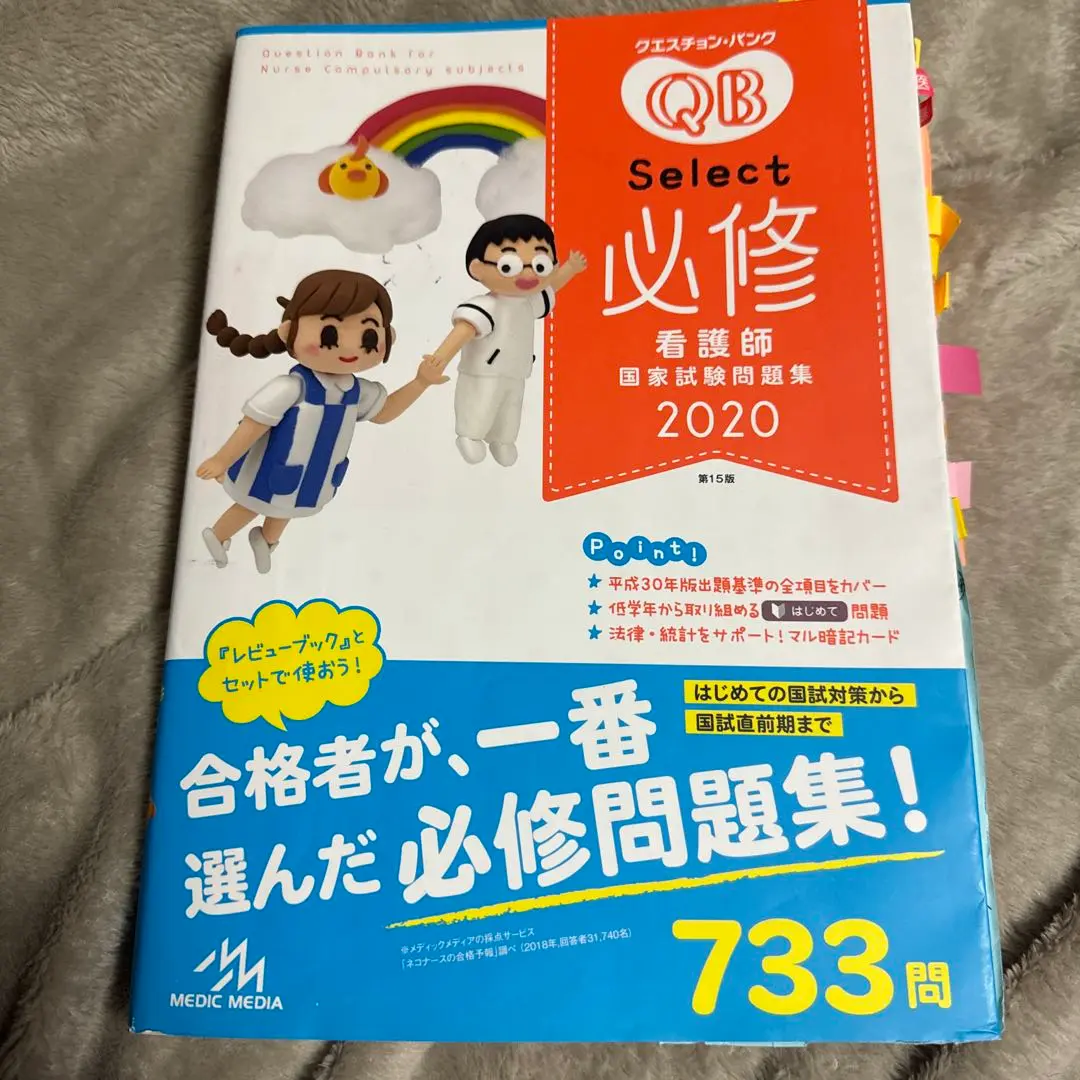 Question Bank for
Nurse Compulsory subjects
クエスチョン・バンク
QB
Select
必修
看護師
国家試験問題集
2020
第15版
Point!
★ 平成30年版出題基準の全項目をカバー
★ 低学年から取り組める はじめて 問題
★ 法律・統計をサポート!マル暗記カード
『レビューブック』と
セットで使おう!
はじめての国試対策から
国試直前期まで
合格者が、一番
選んだ必修問題集!
※メディックメディアの採点サービス
「ネコナースの合格予報」調べ(2018年,回答者31,740名)
733問
MEDIC MEDIA
医